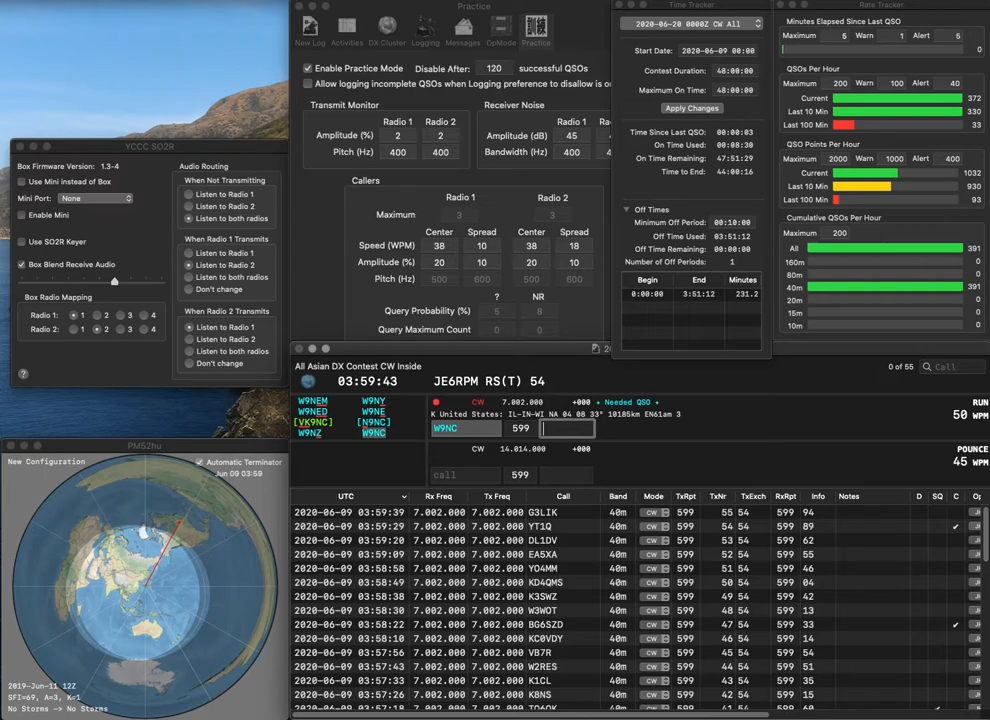 Practice
New Log
Activities
DX Cluster
Logging
Messages
OpMode
訓練
Practice
Enable Practice Mode Disable After: 120 successful QSOs
Allow logging incomplete QSOs when Logging preference to disallow is on
Transmit Monitor
Radio 1 Radio 2
Amplitude (%) 2 2
Pitch (Hz) 400 400
Receiver Noise
Radio 1
Amplitude (dB) 45
Bandwidth (Hz) 400
Callers
Radio 1 Radio 2
Maximum 3 3
Center Spread Center Spread
Speed (WPM) 38 10 38 18
Amplitude (%) 20 10 20 10
Pitch (Hz) 500 600 500 600
? NR
Query Probability (%) 5 8
Query Maximum Count 0 0
Time Tracker
2020-06-20 0000Z CW All
Start Date: 2020-06-09 00:00
Contest Duration: 48:00:00
Maximum On Time: 48:00:00
Apply Changes
Time Since Last QSO: 00:00:03
On Time Used: 00:08:30
On Time Remaining: 47:51:29
Time to End: 44:00:16
Off Times
Minimum Off Period: 00:10:00
Off Time Used: 03:51:12
Off Time Remaining: 00:00:00
Number of Off Periods: 1
Begin End Minutes
0:00:00 3:51:12 231.2
Rate Tracker
Minutes Elapsed Since Last QSO
Maximum 5 Warn 1 Alert 5
0
QSOs Per Hour
Maximum 200 Warn 100 Alert 40
Current 372
Last 10 Min 330
Last 100 Min 33
QSO Points Per Hour
Maximum 2000 Warn 1000 Alert 400
Current 1032
Last 10 Min 930
Last 100 Min 93
Cumulative QSOs Per Hour
Maximum 200
All 391
160m 0
80m 0
40m 391
20m 0
15m 0
10m 0
YCCC SO2R
Box Firmware Version: 1.3-4
Use Mini instead of Box
Mini Port: None
Enable Mini
Use SO2R Keyer
Box Blend Receive Audio
Box Radio Mapping
Radio 1: 1 2 3 4
Radio 2: 1 2 3 4
?
Audio Routing
When Not Transmitting
Listen to Radio 1
Listen to Radio 2
Listen to both radios
When Radio 1 Transmits
Listen to Radio 1
Listen to Radio 2
Listen to both radios
Don't change
When Radio 2 Transmits
Listen to Radio 1
Listen to Radio 2
Listen to both radios
Don't change
PM52hu
New Configuration
Automatic Terminator
Jun 09 03:59
2019-Jun-11 12Z
SFI=69, A=3, K=1
No Storms -> No Storms
All Asian DX Contest CW Inside
0 of 55
Call
03:59:43 JE6RPM RS(T) 54
W9NEM W9NY
W9NED W9NE
[VK9NC] [N9NC]
W9NZ W9NC
CW 7.002.000 +000 + Needed QSO +
K United States: IL-IN-WI NA 04 08 33° 10185km EN61am 3
W9NC 599
RUN
50 WPM
CW 14.014.000 +000
call 599
POUNCE
45 WPM
UTC Rx Freq Tx Freq Call Band Mode TxRpt TxNr TxExch RxRpt Info Notes D SQ C Op
2020-06-09 03:59:39 7.002.000 7.002.000 G3LIK 40m CW 599 55 54 599 94
2020-06-09 03:59:29 7.002.000 7.002.000 YT1Q 40m CW 599 54 54 599 89 ✔
2020-06-09 03:59:20 7.002.000 7.002.000 DL1DV 40m CW 599 53 54 599 62
2020-06-09 03:59:09 7.002.000 7.002.000 EA5XA 40m CW 599 52 54 599 55
2020-06-09 03:58:58 7.002.000 7.002.000 YO4MM 40m CW 599 51 54 599 46
2020-06-09 03:58:49 7.002.000 7.002.000 KD4QMS 40m CW 599 50 54 599 04
2020-06-09 03:58:38 7.002.000 7.002.000 K3SWZ 40m CW 599 49 54 599 42
2020-06-09 03:58:30 7.002.000 7.002.000 W3WOT 40m CW 599 48 54 599 13
2020-06-09 03:58:22 7.002.000 7.002.000 BG6SZD 40m CW 599 47 54 599 33 ✔
2020-06-09 03:58:10 7.002.000 7.002.000 KC0VDY 40m CW 599 46 54 599 14
2020-06-09 03:57:56 7.002.000 7.002.000 VB7R 40m CW 599 45 54 599 54
2020-06-09 03:57:43 7.002.000 7.002.000 W2RES 40m CW 599 44 54 599 51
2020-06-09 03:57:33 7.002.000 7.002.000 K1CL 40m CW 599 43 54 599 35
2020-06-09 03:57:26 7.002.000 7.002.000 K8NS 40m CW 599 42 54 599 15